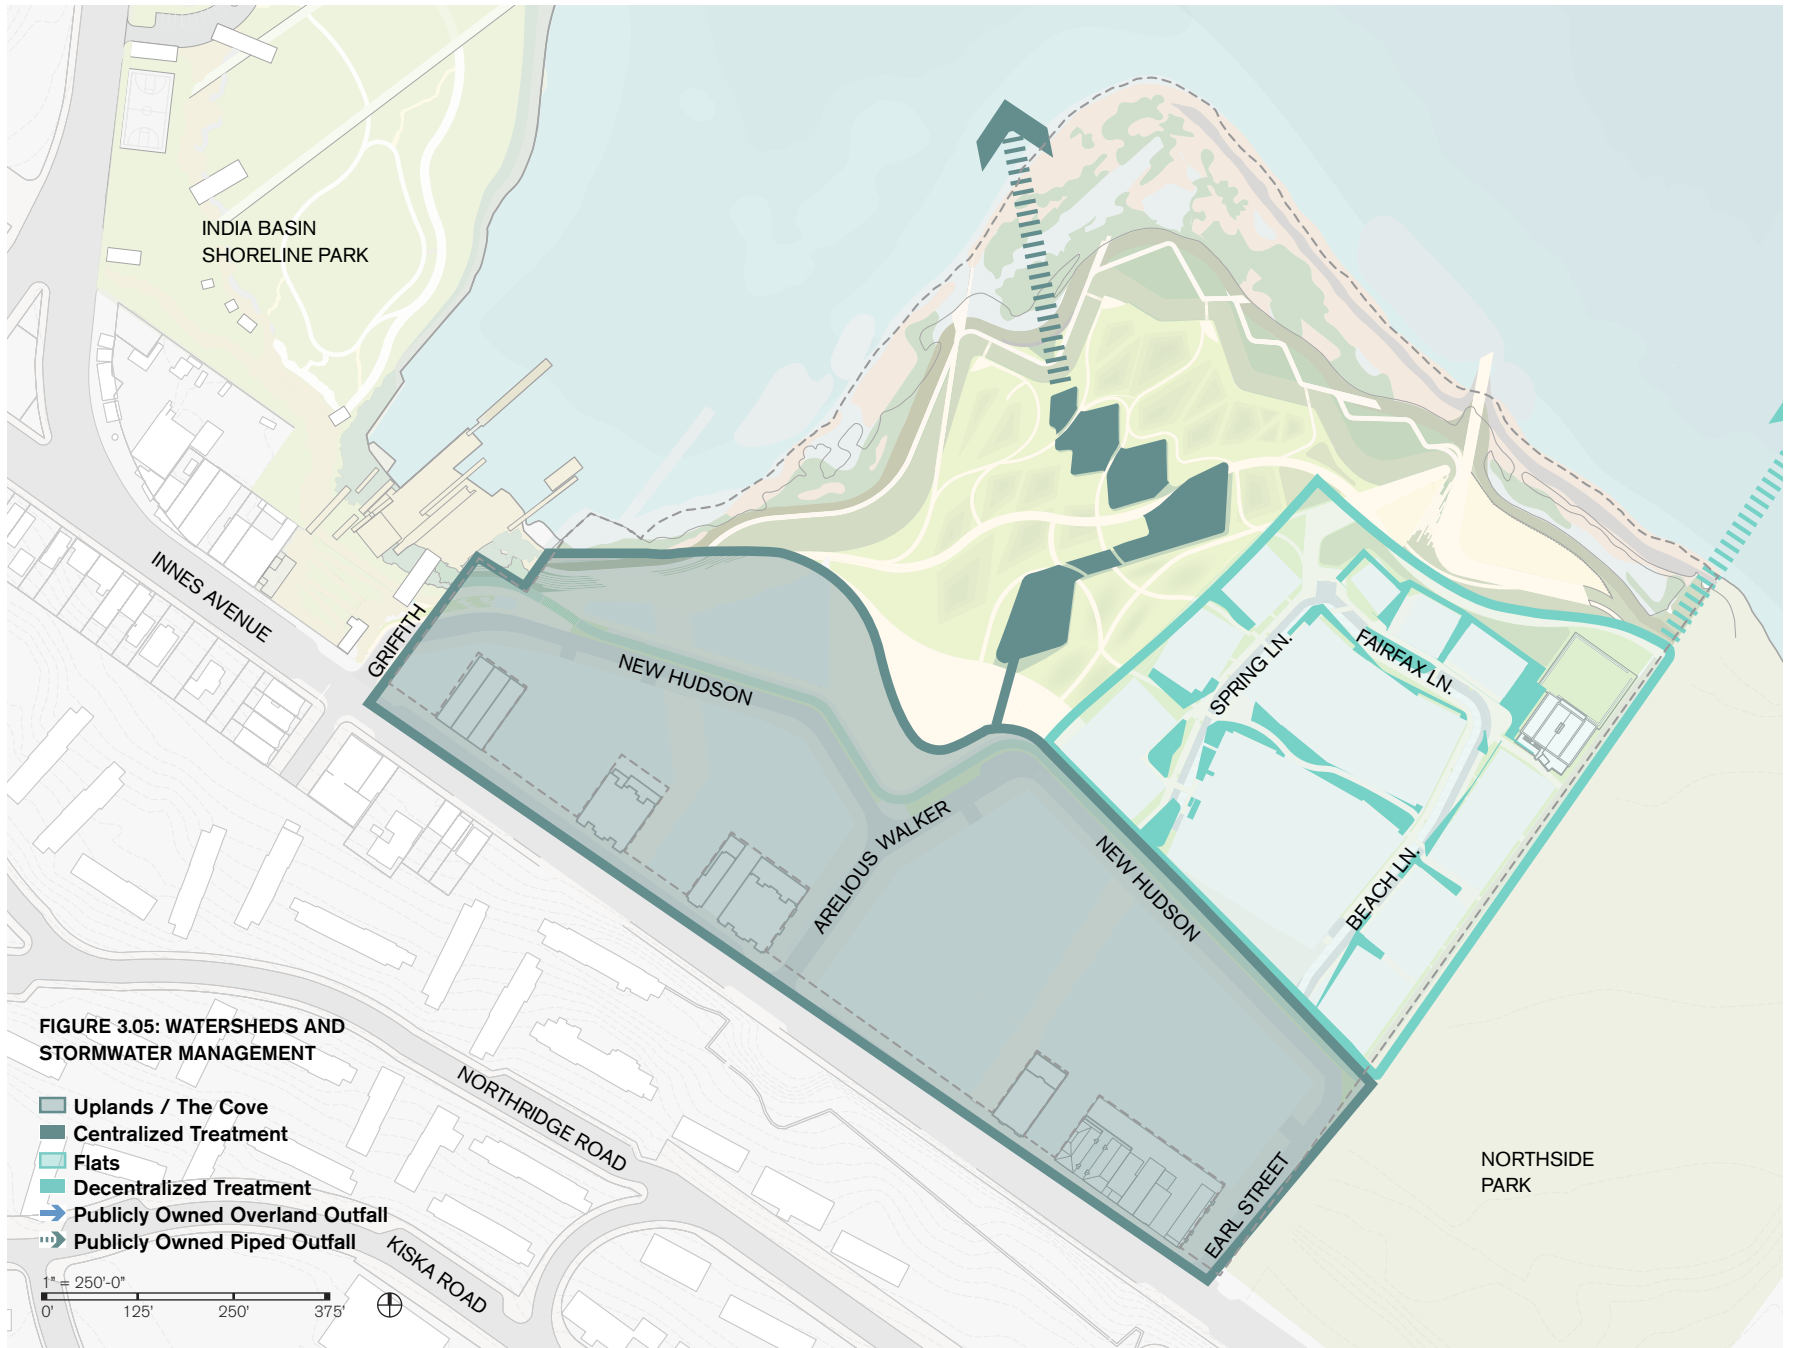 INDIA BASIN
SHORELINE PARK
INNES AVENUE
GRIFFITH
NEW HUDSON
SPRING LN.
FAIRFAX LN.
ARELIOUS WALKER
NEW HUDSON
BEACH LN.
FIGURE 3.05: WATERSHEDS AND
STORMWATER MANAGEMENT
Uplands / The Cove
Centralized Treatment
Flats
Decentralized Treatment
Publicly Owned Overland Outfall
Publicly Owned Piped Outfall
1" = 250'-0"
0' 125' 250' 375'
NORTHRIDGE ROAD
KISKA ROAD
EARL STREET
NORTHSIDE
PARK